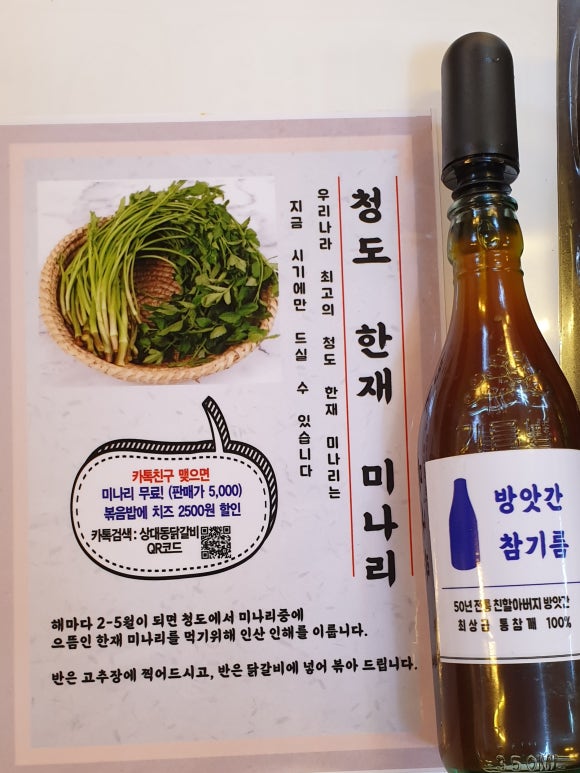 청도 한재 미나리
우리나라 최고의 청도 한재 미나리는
지금 시기에만 드실 수 있습니다
카톡친구 맺으면
미나리 무료! (판매가 5,000)
볶음밥에 치즈 2500원 할인
카톡검색 : 상대동닭갈비
QR코드
해마다 2-5월이 되면 청도에서 미나리중에
으뜸인 한재 미나리를 먹기위해 인산 인해를 이룹니다.
반은 고추장에 찍어드시고, 반은 닭갈비에 넣어 볶아 드립니다.
방앗간
참기름
50년 전통 친할아버지 방앗간
최상급 통참깨 100%
350ML